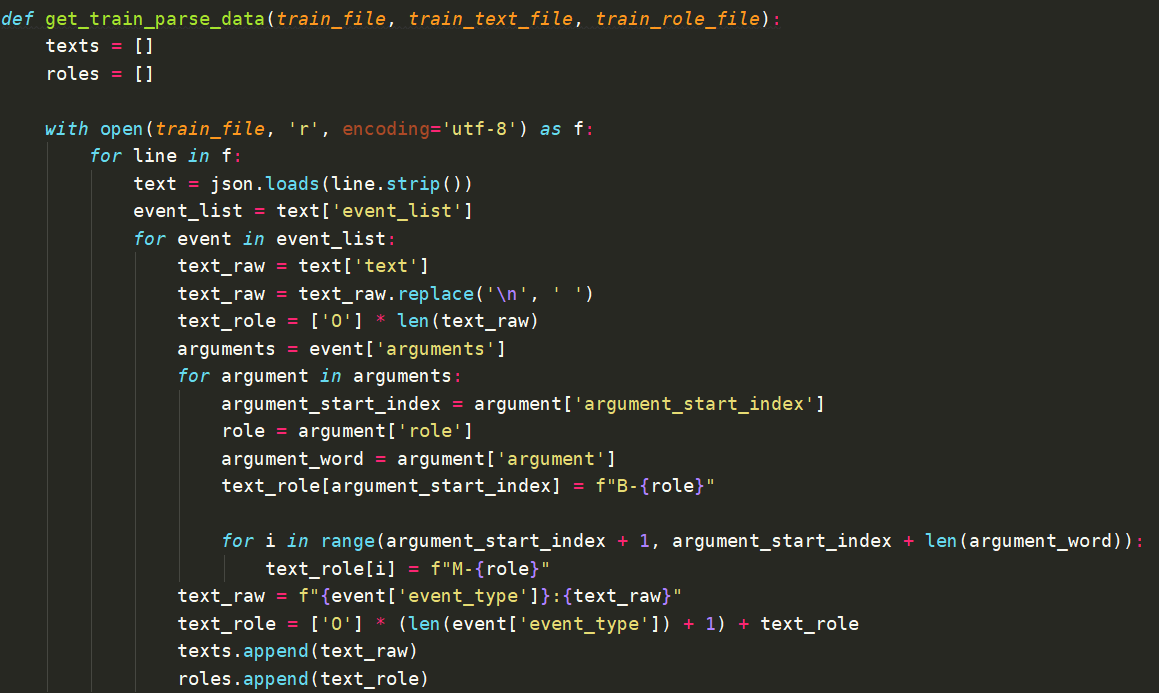 def get_train_parse_data(train_file, train_text_file, train_role_file):
    texts = []
    roles = []

    with open(train_file, 'r', encoding='utf-8') as f:
        for line in f:
            text = json.loads(line.strip())
            event_list = text['event_list']
            for event in event_list:
                text_raw = text['text']
                text_raw = text_raw.replace('\n', ' ')
                text_role = ['O'] * len(text_raw)
                arguments = event['arguments']
                for argument in arguments:
                    argument_start_index = argument['argument_start_index']
                    role = argument['role']
                    argument_word = argument['argument']
                    text_role[argument_start_index] = f"B-{role}"

                    for i in range(argument_start_index + 1, argument_start_index + len(argument_word)):
                        text_role[i] = f"M-{role}"
                text_raw = f"{event['event_type']}:{text_raw}"
                text_role = ['O'] * (len(event['event_type']) + 1) + text_role
                texts.append(text_raw)
                roles.append(text_role)